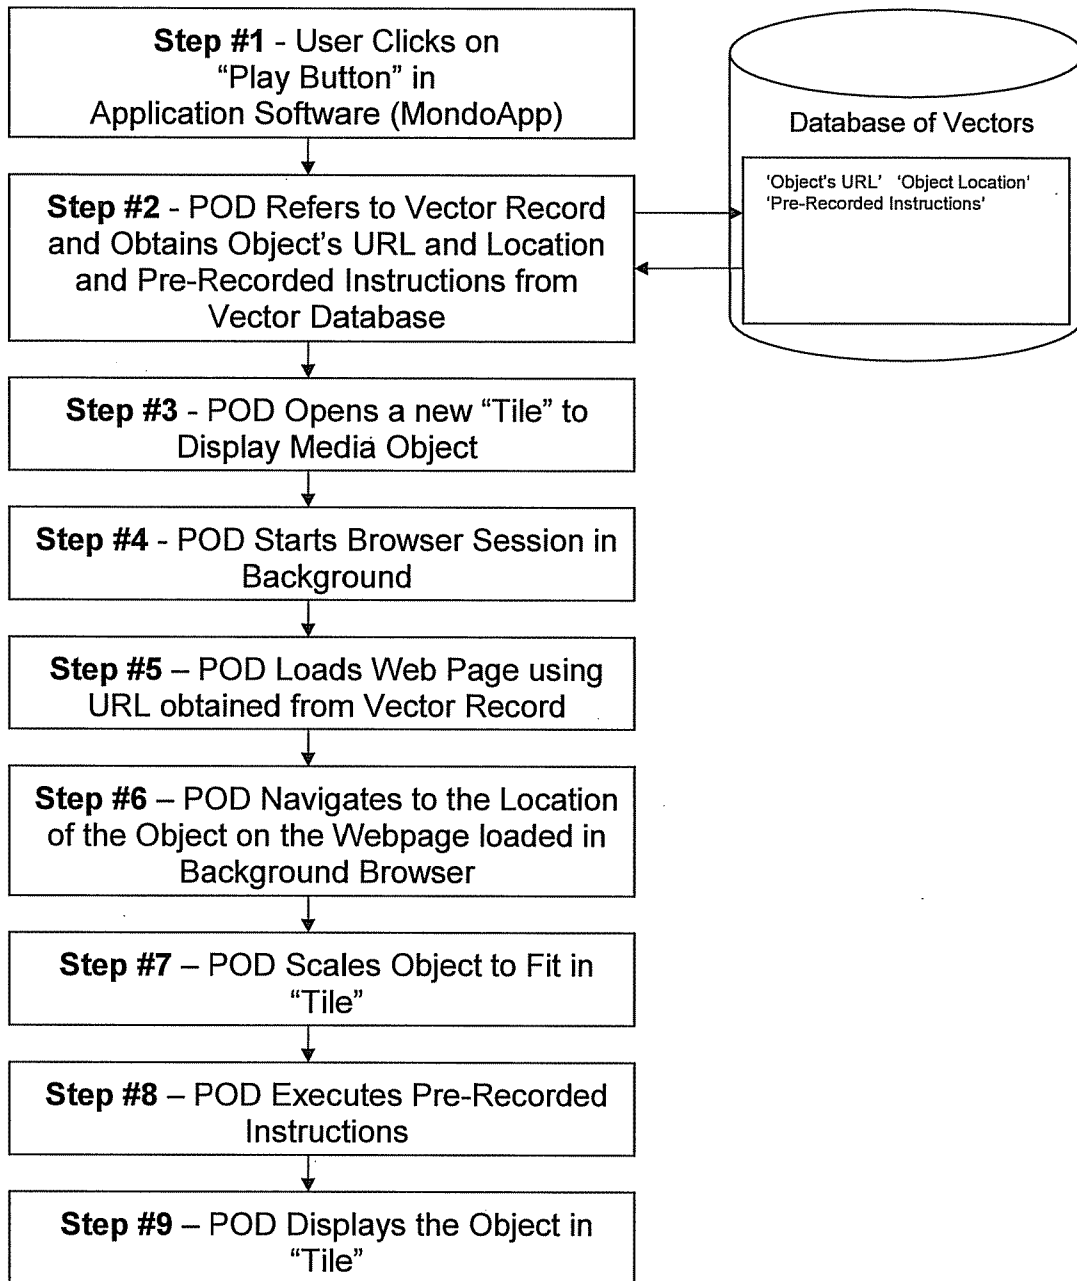 Step #1 - User Clicks on
“Play Button” in
Application Software (MondoApp)
Database of Vectors
'Object's URL' 'Object Location'
'Pre-Recorded Instructions'
Step #2 - POD Refers to Vector Record
and Obtains Object's URL and Location
and Pre-Recorded Instructions from
Vector Database
Step #3 - POD Opens a new “Tile” to
Display Media Object
Step #4 - POD Starts Browser Session in
Background
Step #5 – POD Loads Web Page using
URL obtained from Vector Record
Step #6 – POD Navigates to the Location
of the Object on the Webpage loaded in
Background Browser
Step #7 – POD Scales Object to Fit in
“Tile”
Step #8 – POD Executes Pre-Recorded
Instructions
Step #9 – POD Displays the Object in
“Tile”